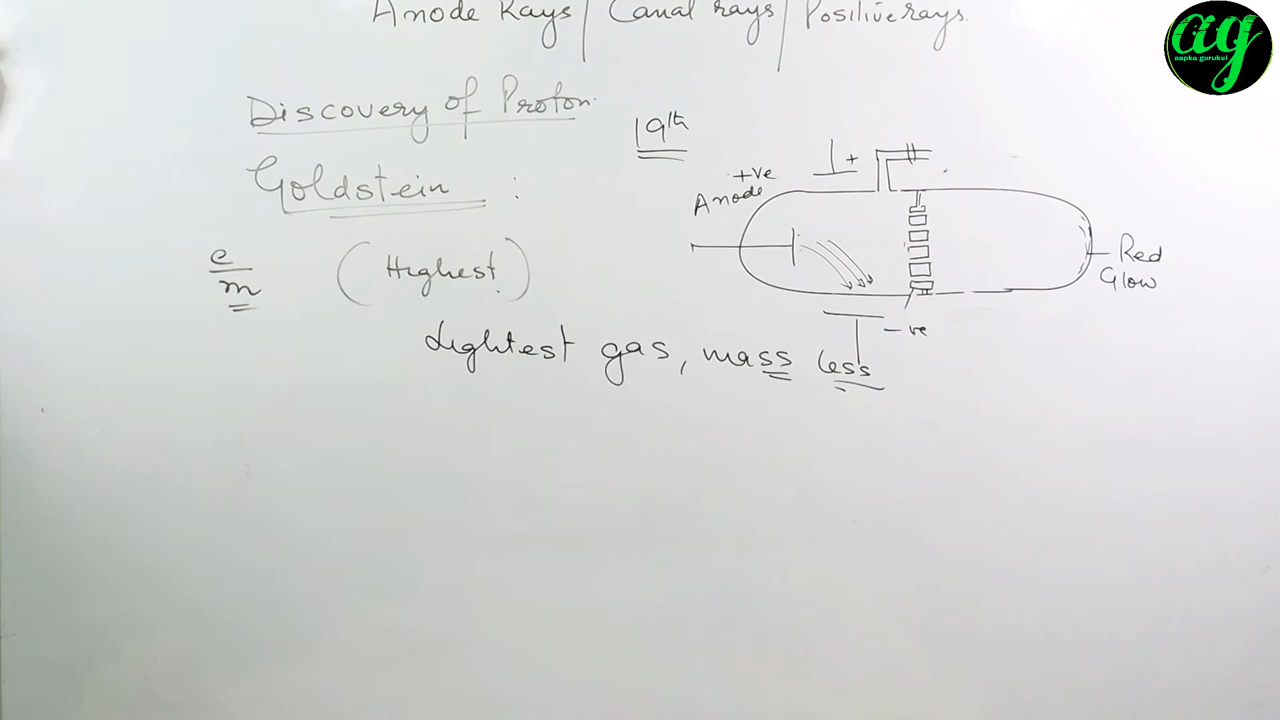 Anode Rays / Canal rays / Positive rays.
ag
aapka gurukul
Discovery of Proton.
19th
Goldstein :
+ve
Anode
+
e/m
(Highest)
Red
Glow
-ve
Lightest gas, mass less